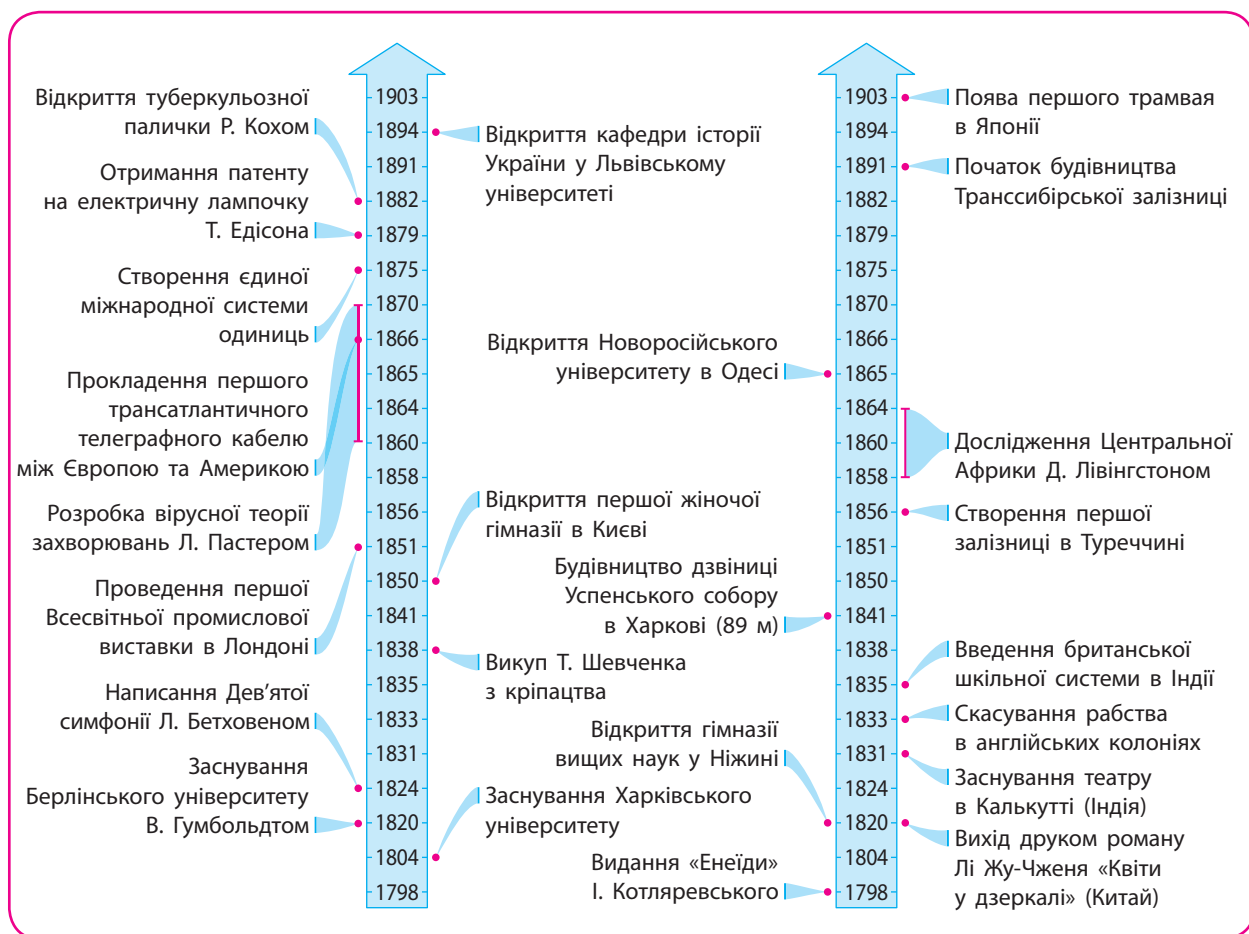 Відкриття туберкульозної
палички Р. Кохом
Отримання патенту
на електричну лампочку
Т. Едісона
Створення єдиної
міжнародної системи
одиниць
Прокладення першого
трансатлантичного
телеграфного кабелю
між Європою та Америкою
Розробка вірусної теорії
захворювань Л. Пастером
Проведення першої
Всесвітньої промислової
виставки в Лондоні
Написання Дев'ятої
симфонії Л. Бетховеном
Заснування
Берлінського університету
В. Гумбольдтом
1903
1894
1891
1882
1879
1875
1870
1866
1865
1864
1860
1858
1856
1851
1850
1841
1838
1835
1833
1831
1824
1820
1804
1798
Відкриття кафедри історії
України у Львівському
університеті
Відкриття першої жіночої
гімназії в Києві
Викуп Т. Шевченка
з кріпацтва
Заснування Харківського
університету
Відкриття Новоросійського
університету в Одесі
Будівництво дзвіниці
Успенського собору
в Харкові (89 м)
Відкриття гімназії
вищих наук у Ніжині
Видання «Енеїди»
І. Котляревського
1903
1894
1891
1882
1879
1875
1870
1866
1865
1864
1860
1858
1856
1851
1850
1841
1838
1835
1833
1831
1824
1820
1804
1798
Поява першого трамвая
в Японії
Початок будівництва
Транссибірської залізниці
Дослідження Центральної
Африки Д. Лівінгстоном
Створення першої
залізниці в Туреччині
Введення британської
шкільної системи в Індії
Скасування рабства
в англійських колоніях
Заснування театру
в Калькутті (Індія)
Вихід друком роману
Лі Жу-Чженя «Квіти
у дзеркалі» (Китай)